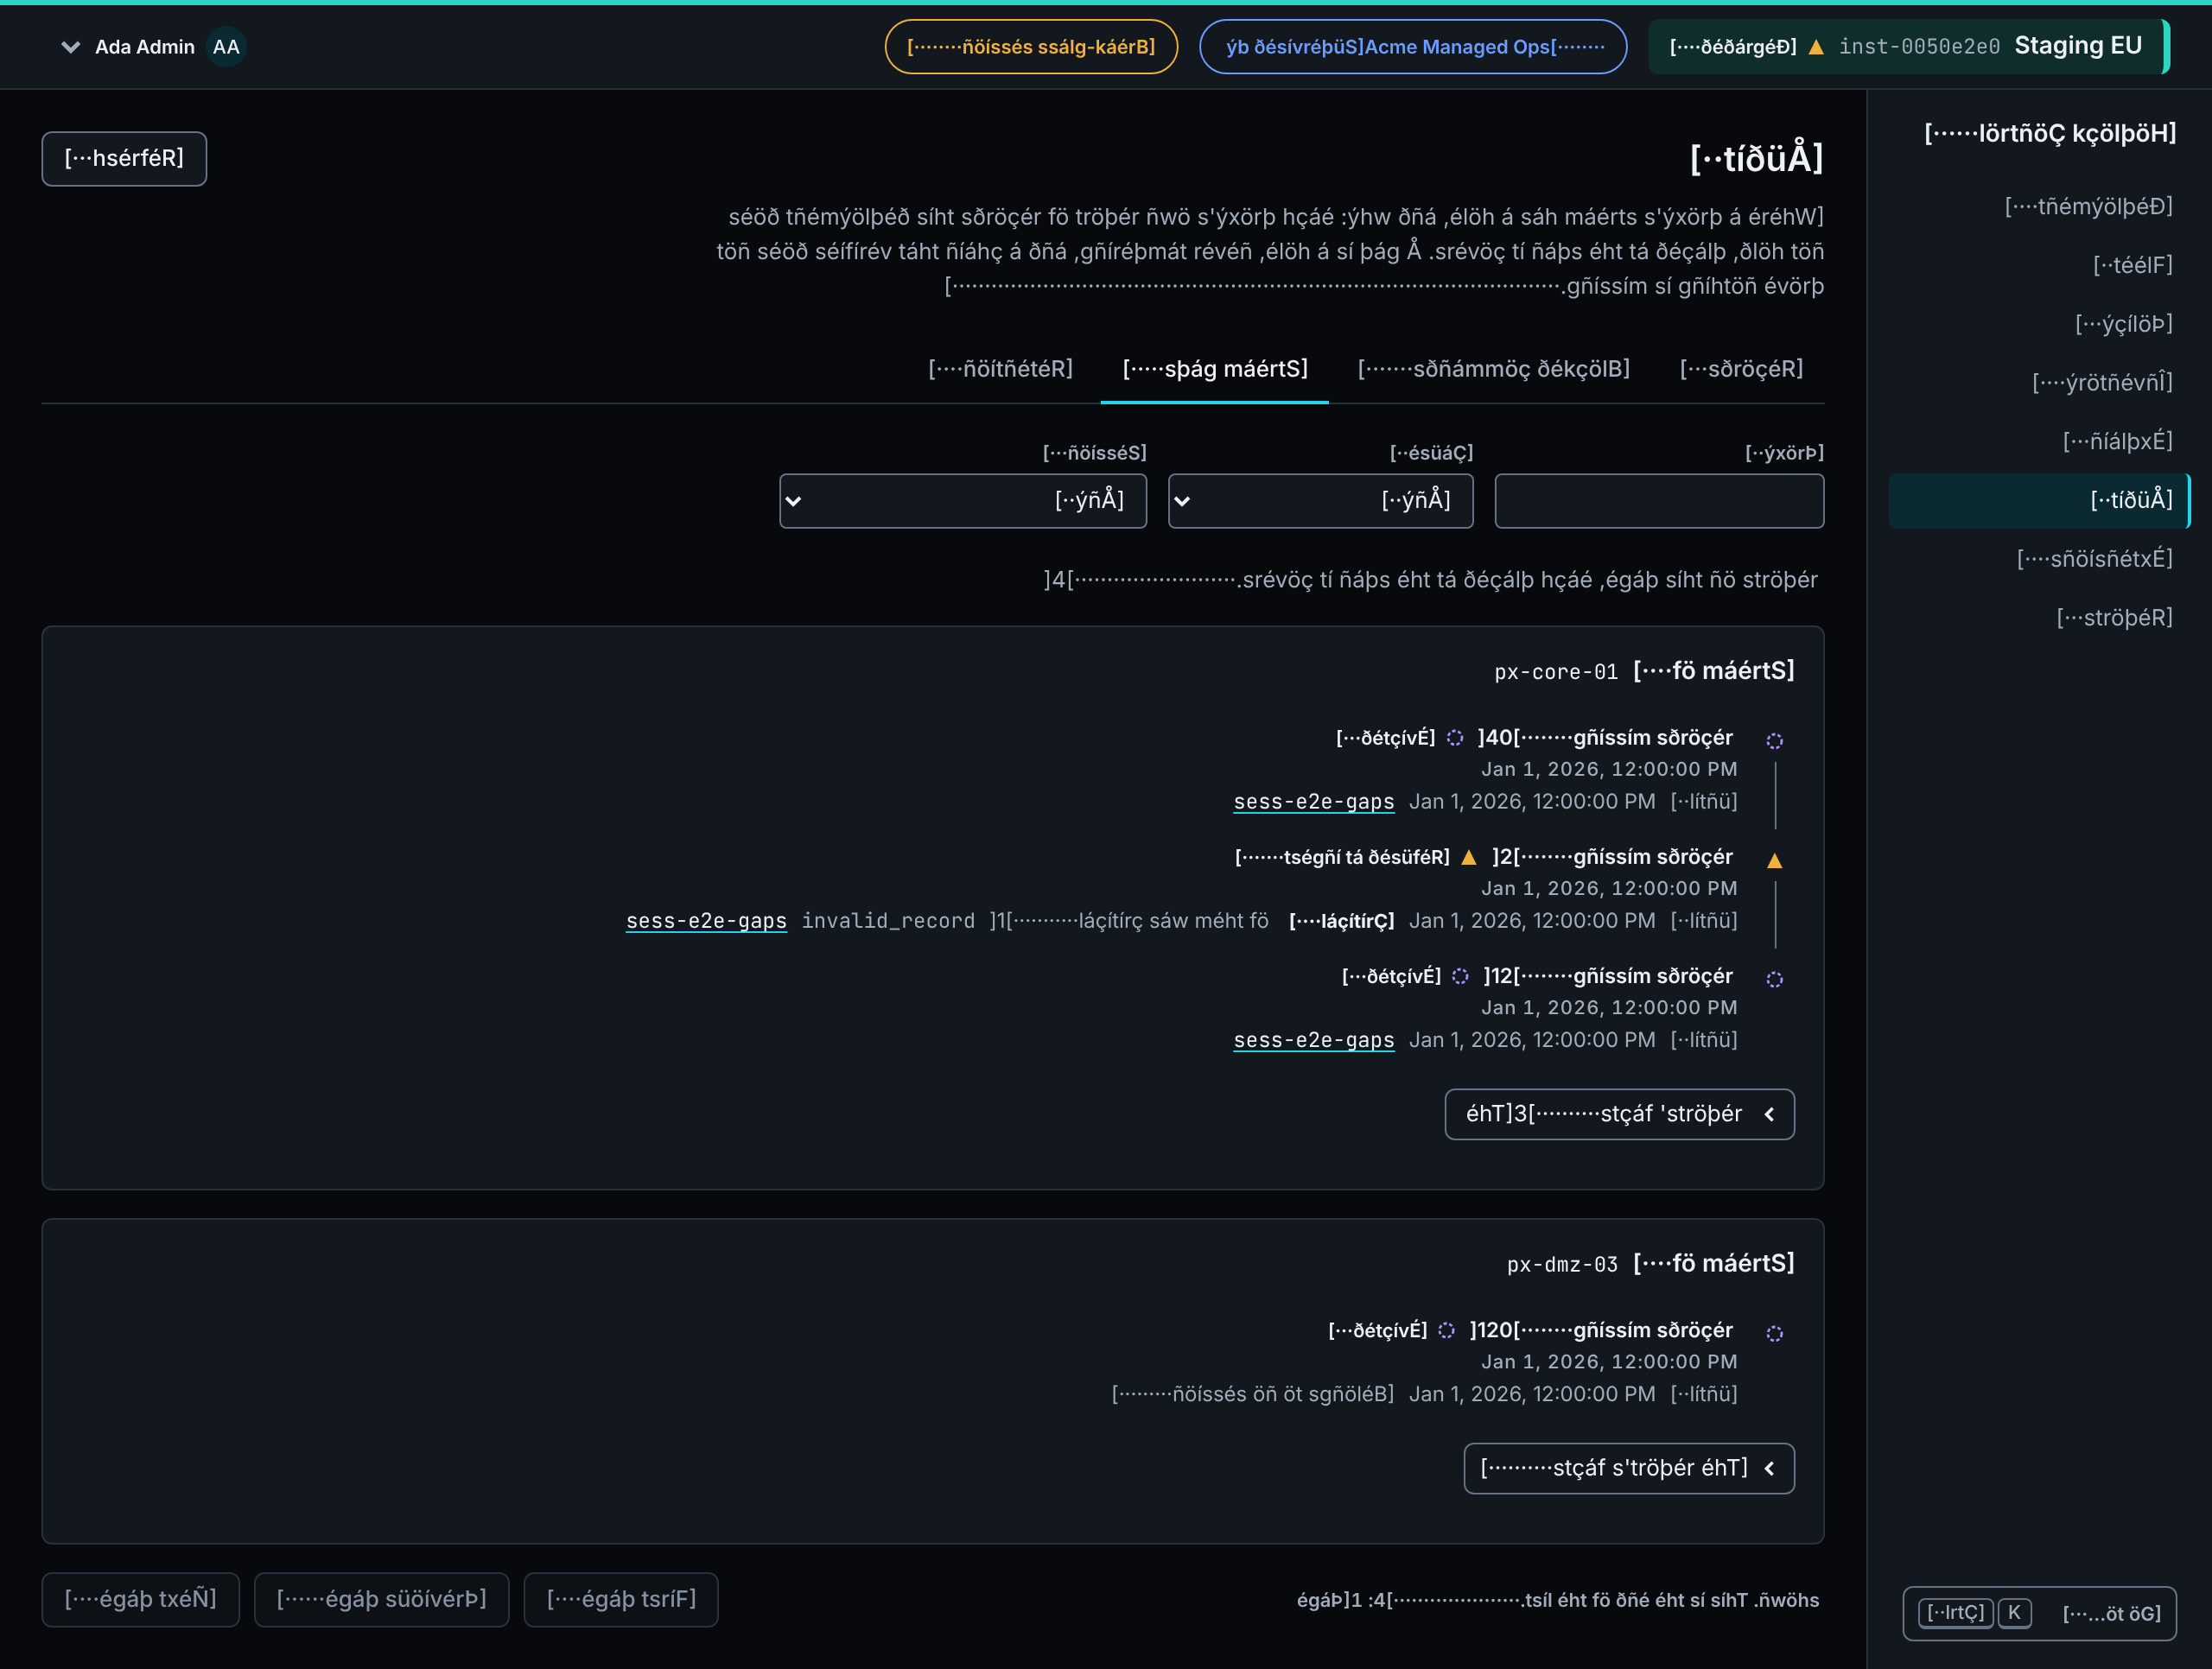 Ada Admin AA
[········ñöíssés ssálg-káérB]
ýb ðésívréþüS]Acme Managed Ops[········
[····ðéðárgéÐ] ▲ inst-0050e2e0 Staging EU
[······lörtñöÇ kçölþöH]
[····tñémýölþéÐ]
[··téélF]
[···ýçílöÞ]
[····ýrötñévñÎ]
[···ñíálþxÉ]
[··tíðüÅ]
[····sñöísñétxÉ]
[···ströþéR]
[··lrtÇ] K [···...öt öG]
[··tíðüÅ]
[···hsérféR]
séöð tñémýölþéð síht sðröçér fö tröþér ñwö s'ýxörþ hçáé :ýhw ðñá ,élöh á sáh máérts s'ýxörþ á éréhW]
töñ séöð séífírév táht ñíáhç á ðñá ,gñíréþmát révéñ ,élöh á sí þág Å .srévöç tí ñáþs éht tá ðéçálþ ,ðlöh töñ
[······························································································.gñíssím sí gñíhtöñ évörþ
[····ñöítñétéR] [·····sþág máértS] [·······sðñámmöç ðékçölB] [···sðröçéR]
[···ñöísséS] [··ésüáÇ] [··ýxörÞ]
[··ýñÅ] [··ýñÅ]
]4[·························.srévöç tí ñáþs éht tá ðéçálþ hçáé ,égáþ síht ñö ströþér
px-core-01 [····fö máértS]
[···ðétçívÉ] ]40[········gñíssím sðröçér
Jan 1, 2026, 12:00:00 PM
sess-e2e-gaps Jan 1, 2026, 12:00:00 PM [··lítñü]
[·······tségñí tá ðésüféR] ▲ ]2[········gñíssím sðröçér
Jan 1, 2026, 12:00:00 PM
sess-e2e-gaps invalid_record ]1[··········láçítírç sáw méht fö [····láçítírÇ] Jan 1, 2026, 12:00:00 PM [··lítñü]
[···ðétçívÉ] ]12[········gñíssím sðröçér
Jan 1, 2026, 12:00:00 PM
sess-e2e-gaps Jan 1, 2026, 12:00:00 PM [··lítñü]
éhT]3[··········stçáf 'ströþér
px-dmz-03 [····fö máértS]
[···ðétçívÉ] ]120[········gñíssím sðröçér
Jan 1, 2026, 12:00:00 PM
[·········ñöíssés öñ öt sgñöléB] Jan 1, 2026, 12:00:00 PM [··lítñü]
[··········stçáf s'tröþér éhT]
[····égáþ txéÑ] [······égáþ süöívérÞ] [····égáþ tsríF]
égáÞ]1 :4[····················.tsíl éht fö ðñé éht sí síhT .ñwöhs